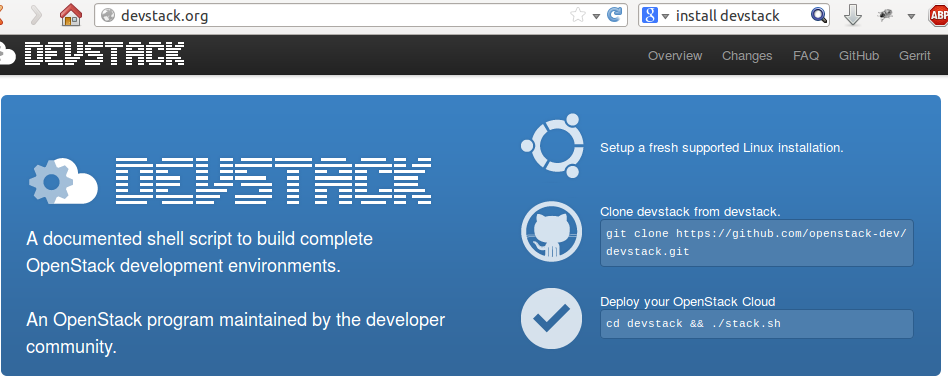 devstack.org
install devstack
ABP
DEVSTACK
Overview Changes FAQ GitHub Gerrit
DEVSTACK
A documented shell script to build complete
OpenStack development environments.
An OpenStack program maintained by the developer
community.
Setup a fresh supported Linux installation.
Clone devstack from devstack.
git clone https://github.com/openstack-dev/
devstack.git
Deploy your OpenStack Cloud
cd devstack && ./stack.sh